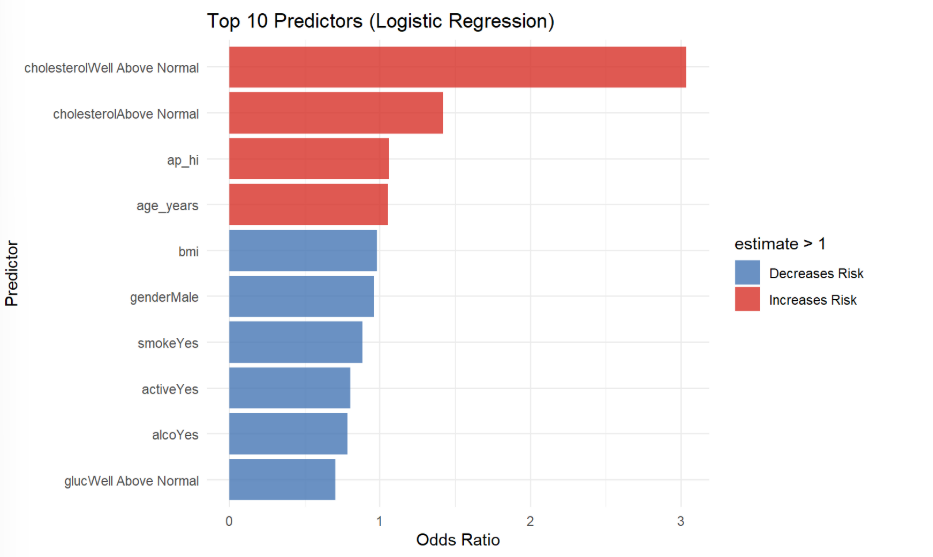 Top 10 Predictors (Logistic Regression)
Predictor
cholesterolWell Above Normal
cholesterolAbove Normal
ap_hi
age_years
bmi
genderMale
smokeYes
activeYes
alcoYes
glucWell Above Normal
0 1 2 3
Odds Ratio
estimate > 1
Decreases Risk
Increases Risk